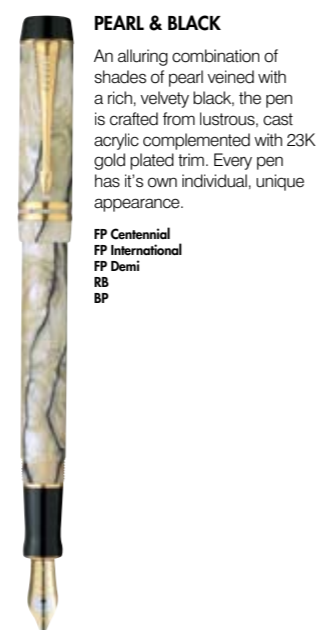 PEARL & BLACK
An alluring combination of
shades of pearl veined with
a rich, velvety black, the pen
is crafted from lustrous, cast
acrylic complemented with 23K
gold plated trim. Every pen
has it's own individual, unique
appearance.
FP Centennial
FP International
FP Demi
RB
BP